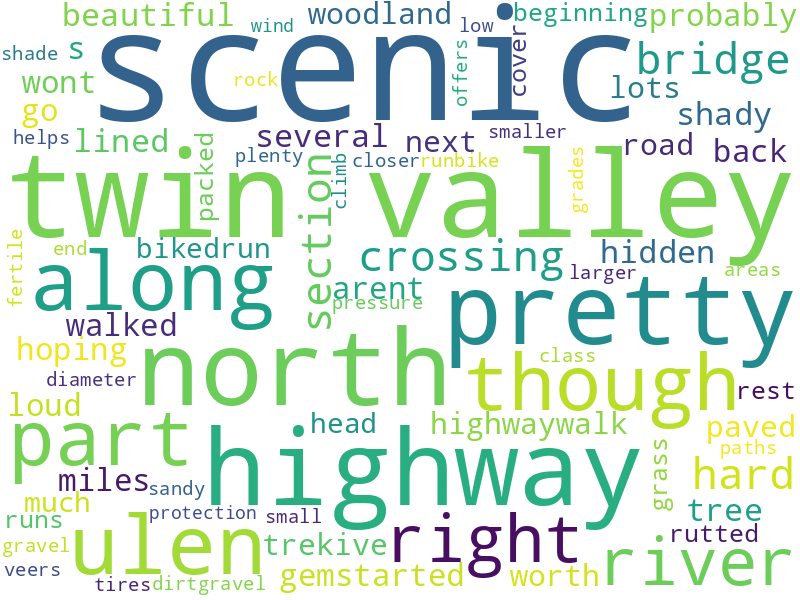 beautiful
wind
woodland
low
beginning
probably
shade
s
scenic
offers
cover
bridge
wont
rock
lots
go
shady
helps
lined
packed
several
next
smaller
road
back
plenty
climb
closer
runbike
grades
twin valley
section
end
bikedrun
crossing
hidden
fertile
along
arent
larger
areas
pressure
pretty
walked
hoping
north
though
class
diameter
rest
loud
part
head
highwaywalk
paved
paths
highway
miles
sandy
grass
hard
much
protection
small
tree
runs
ulen
right
rutted
gravel
trekive
river
veers
tires
dirtgravel
gemstarted
worth